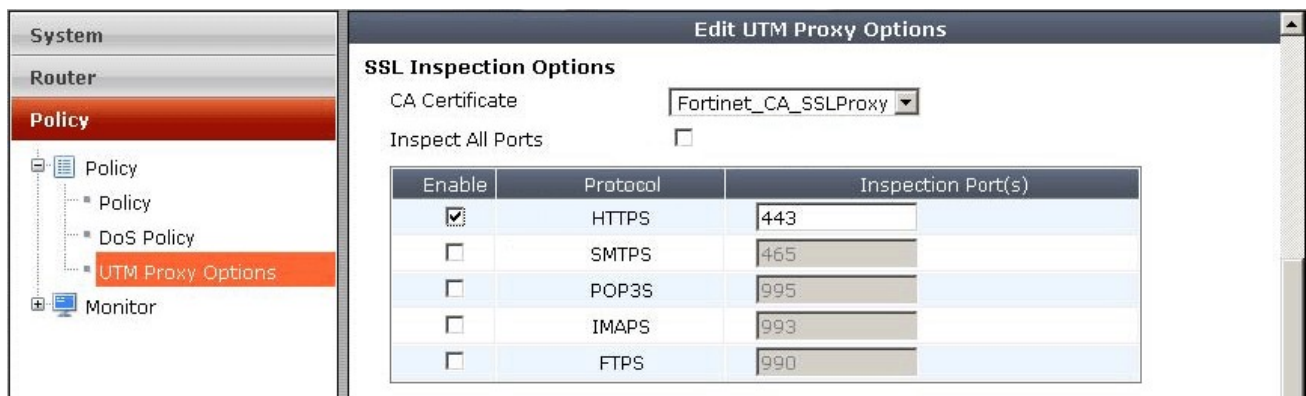 System
Router
Policy
Policy
Policy
DoS Policy
UTM Proxy Options
Monitor
Edit UTM Proxy Options
SSL Inspection Options
CA Certificate Fortinet_CA_SSLProxy
Inspect All Ports
Enable Protocol Inspection Port(s)
HTTPS 443
SMTPS 465
POP3S 995
IMAPS 993
FTPS 990